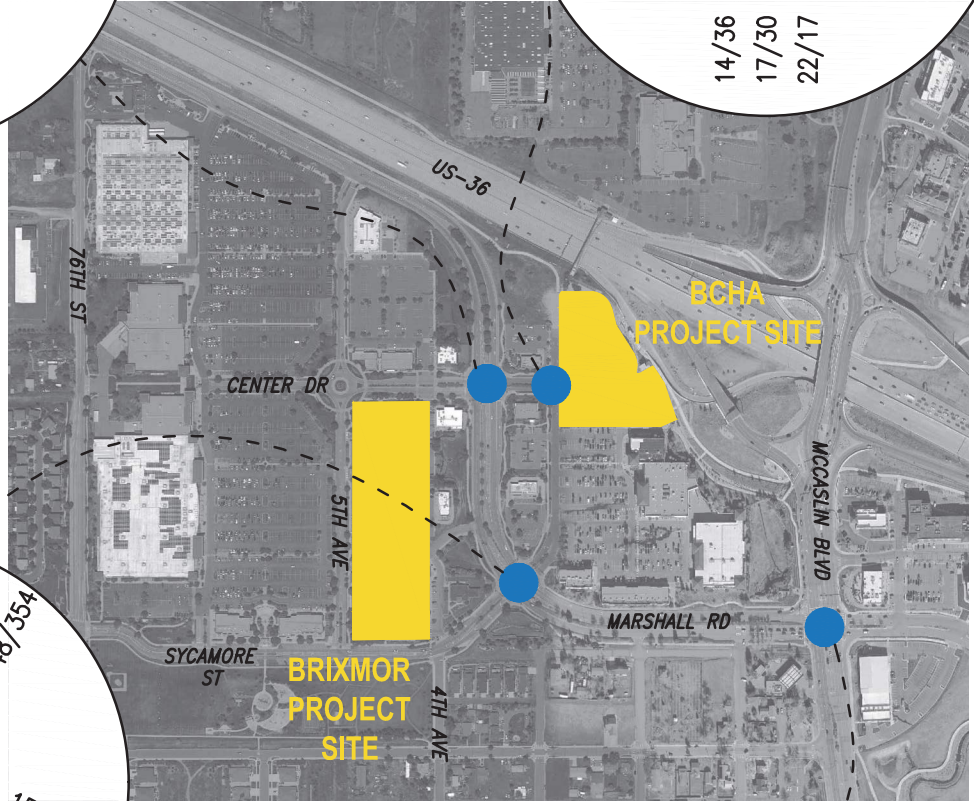 14/36
17/30
22/17
US-36
76TH ST
BCHA
PROJECT SITE
CENTER DR
MCCASLIN BLVD
5TH AVE
MARSHALL RD
SYCAMORE
ST
BRIXMOR
PROJECT
SITE
4TH AVE